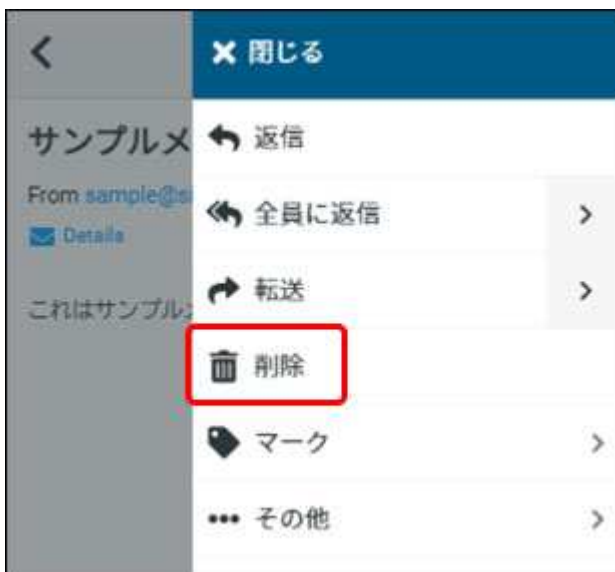 閉じる
サンプルメ
返信
From sample@s
全員に返信
Details
転送
これはサンプル
削除
マーク
その他